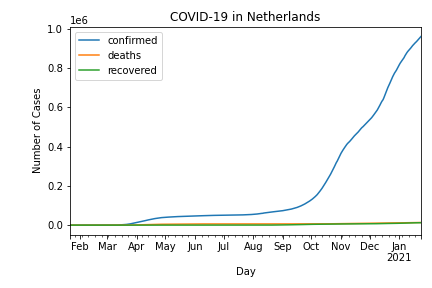 COVID-19 in Netherlands
1e6
1.0
0.8
0.6
0.4
0.2
0.0
Number of Cases
confirmed
deaths
recovered
Feb Mar Apr May Jun Jul Aug Sep Oct Nov Dec Jan
2021
Day